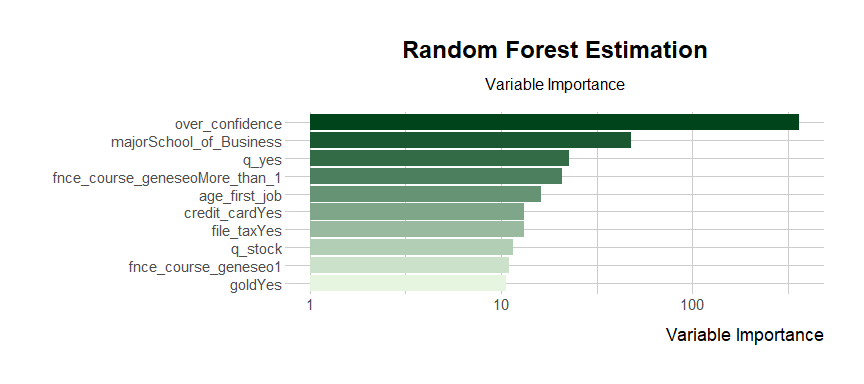 Random Forest Estimation
Variable Importance
over_confidence
majorSchool_of_Business
q_yes
fnce_course_geneseoMore_than_1
age_first_job
credit_cardYes
file_taxYes
q_stock
fnce_course_geneseo1
goldYes
1 10 100
Variable Importance